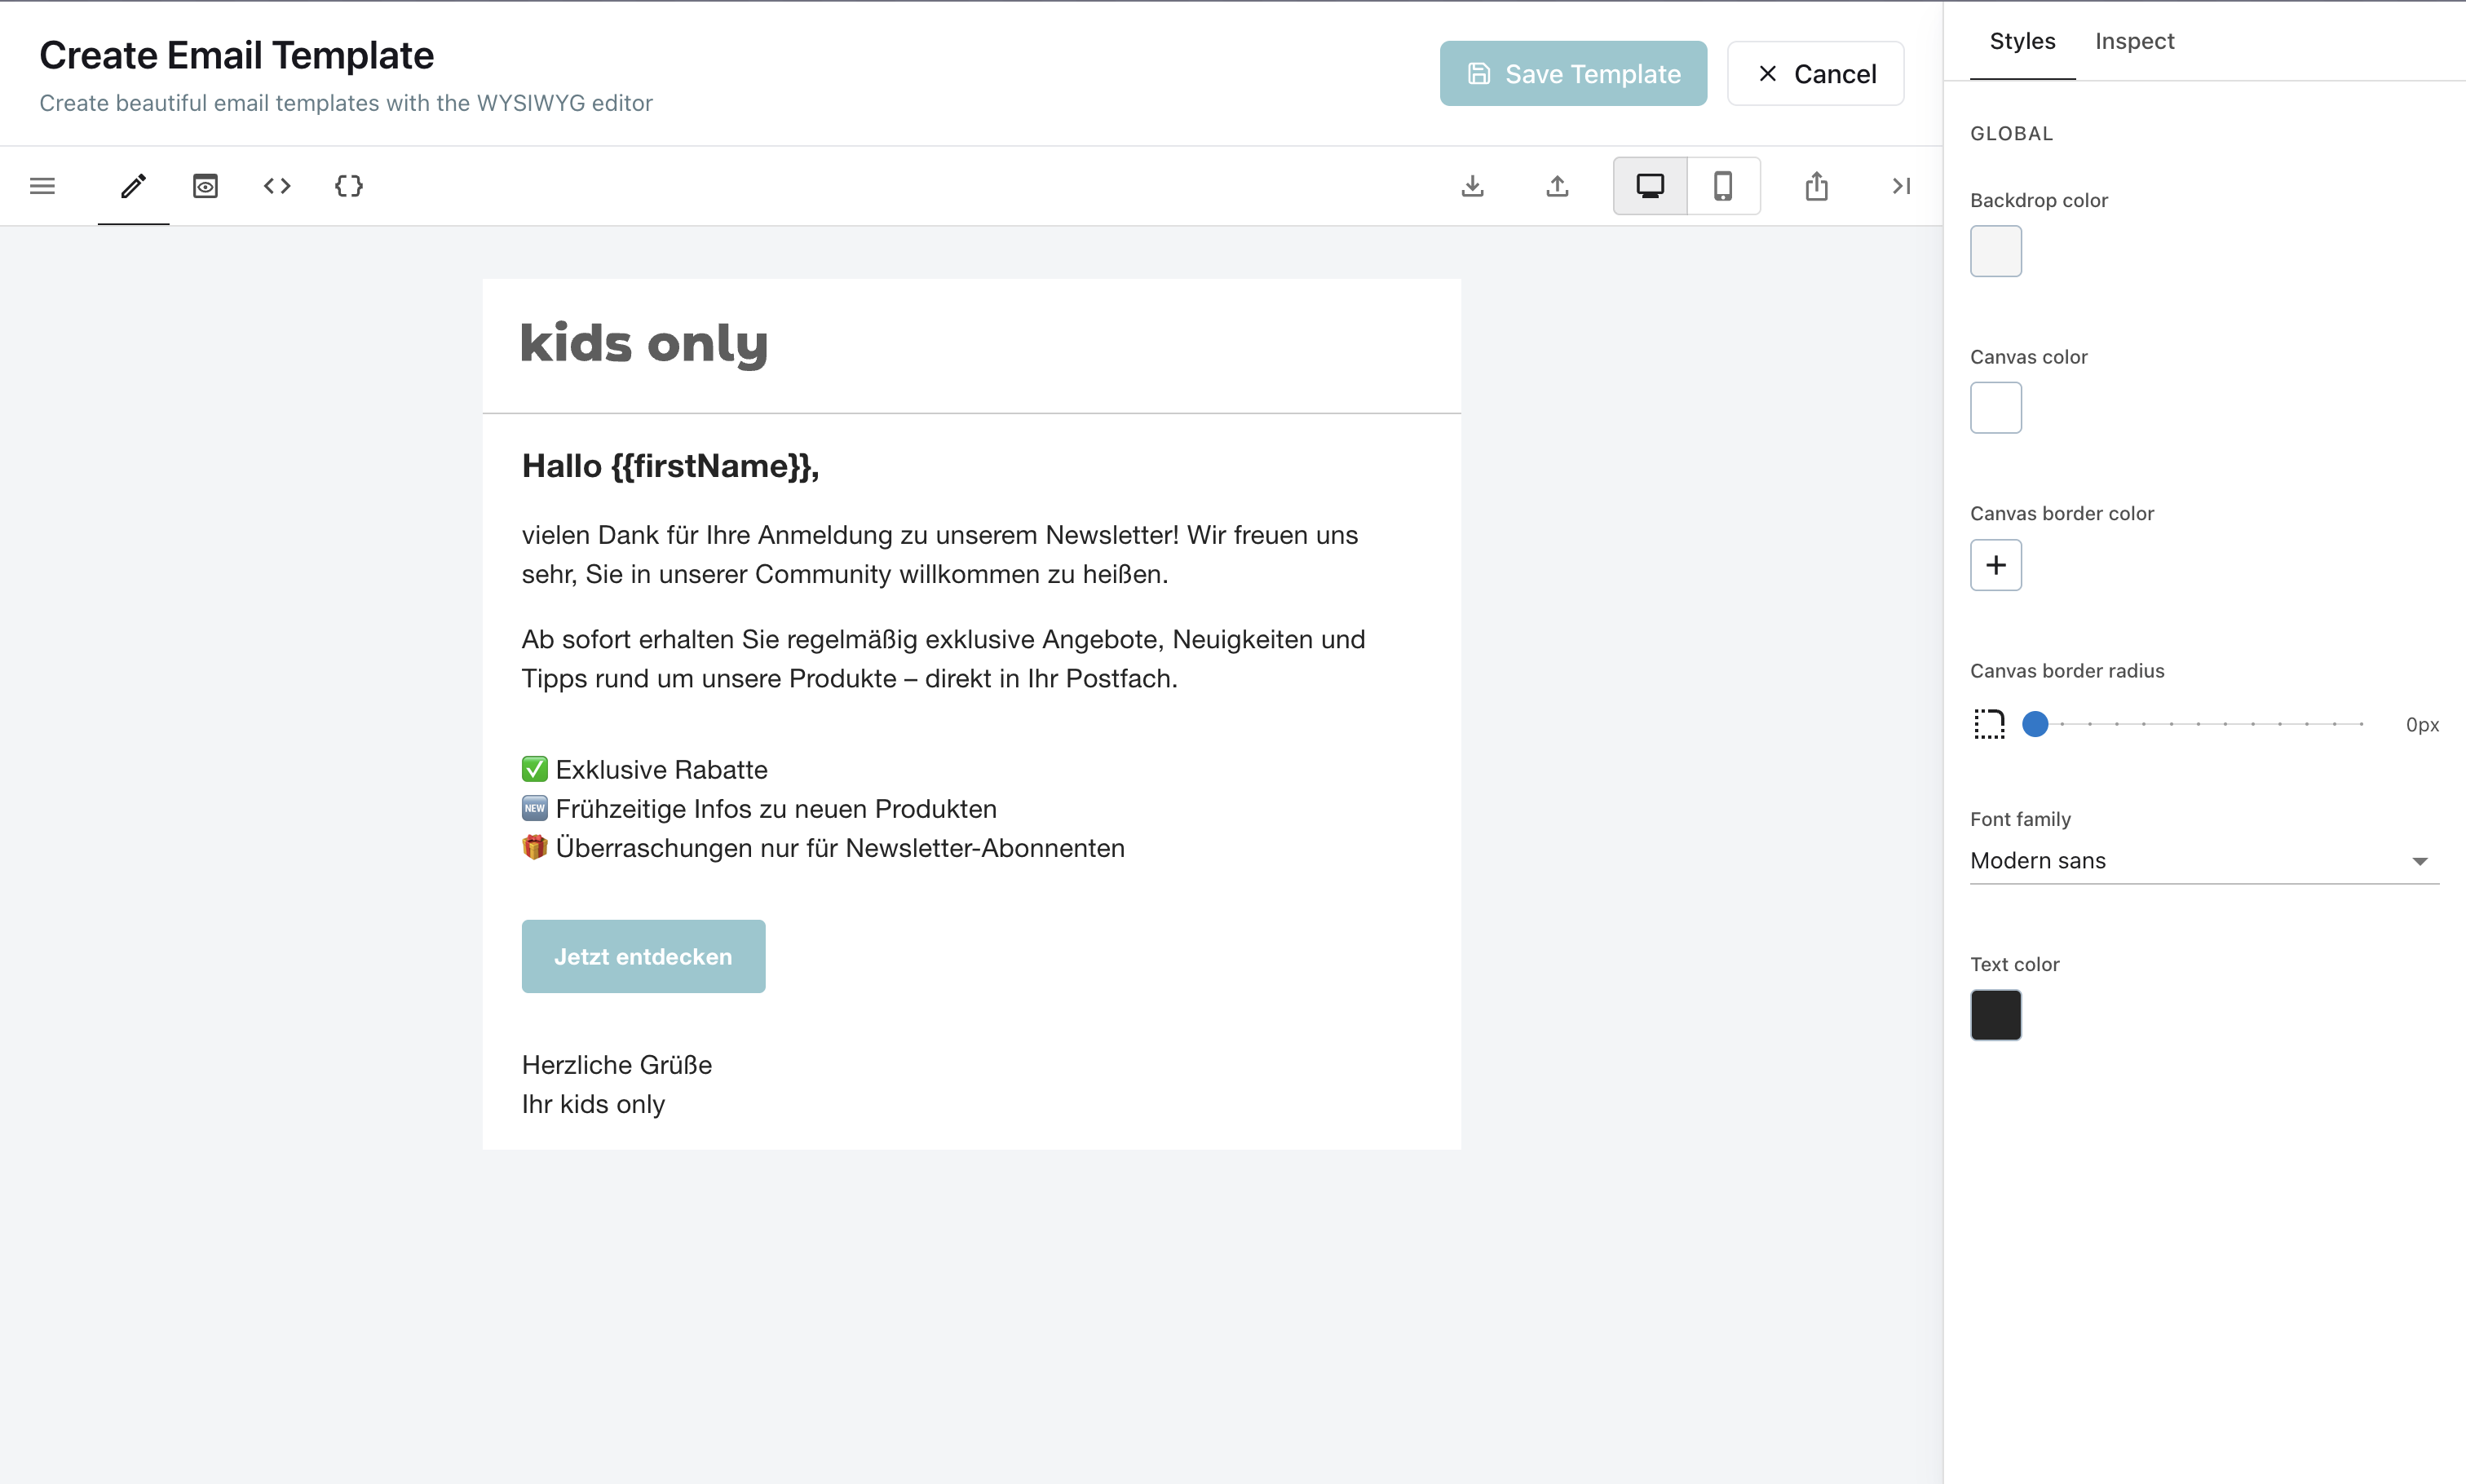 Create Email Template
Create beautiful email templates with the WYSIWYG editor
Save Template
Cancel
kids only
Hallo {{firstName}},
vielen Dank für Ihre Anmeldung zu unserem Newsletter! Wir freuen uns
sehr, Sie in unserer Community willkommen zu heißen.
Ab sofort erhalten Sie regelmäßig exklusive Angebote, Neuigkeiten und
Tipps rund um unsere Produkte – direkt in Ihr Postfach.
✅ Exklusive Rabatte
🆕 Frühzeitige Infos zu neuen Produkten
🎁 Überraschungen nur für Newsletter-Abonnenten
Jetzt entdecken
Herzliche Grüße
Ihr kids only
Styles Inspect
GLOBAL
Backdrop color
Canvas color
Canvas border color
Canvas border radius
0px
Font family
Modern sans
Text color